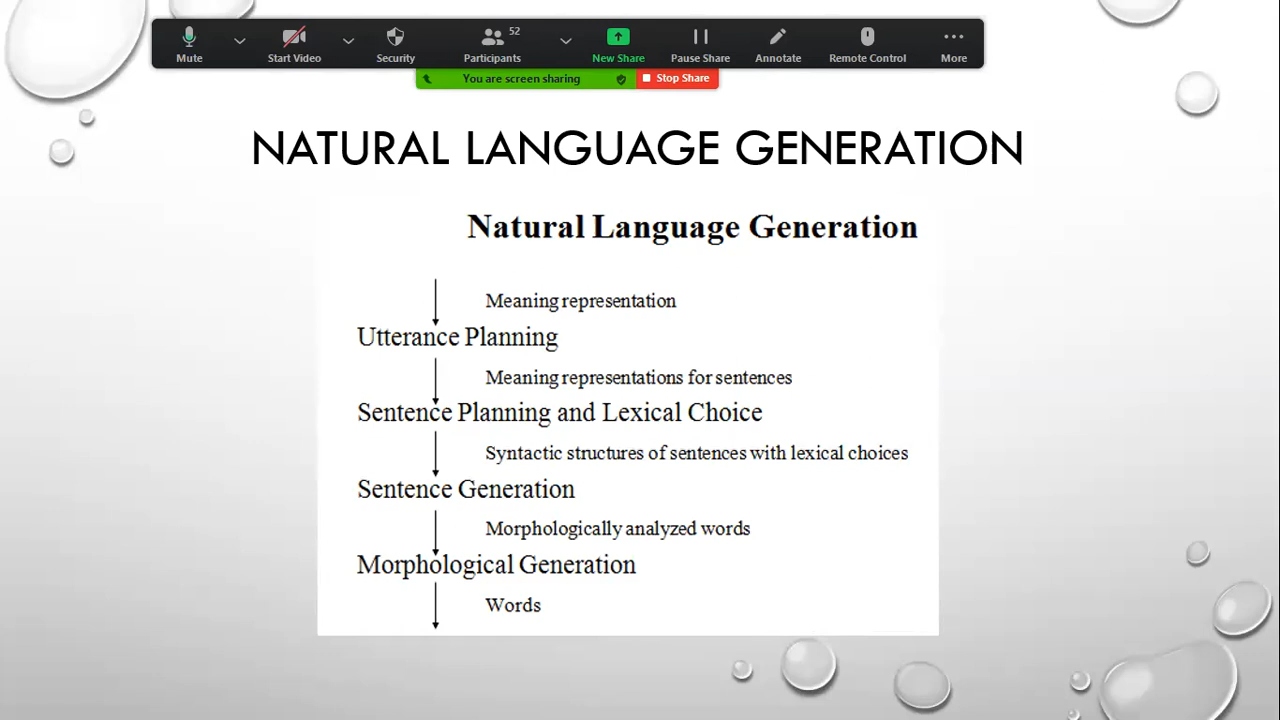 52
Mute
Start Video
Security
Participants
New Share
Pause Share
Annotate
Remote Control
More
You are screen sharing
Stop Share
NATURAL LANGUAGE GENERATION
Natural Language Generation
Meaning representation
Utterance Planning
Meaning representations for sentences
Sentence Planning and Lexical Choice
Syntactic structures of sentences with lexical choices
Sentence Generation
Morphologically analyzed words
Morphological Generation
Words